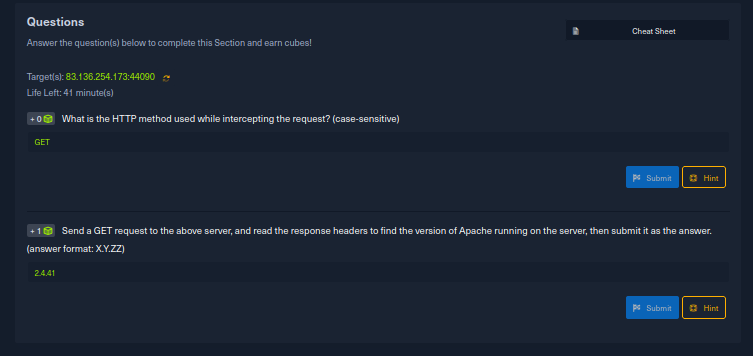 Questions
Answer the question(s) below to complete this Section and earn cubes!
Cheat Sheet
Target(s): 83.136.254.173:44090
Life Left: 41 minute(s)
+ 0 What is the HTTP method used while intercepting the request? (case-sensitive)
GET
Submit Hint
+ 1 Send a GET request to the above server, and read the response headers to find the version of Apache running on the server, then submit it as the answer.
(answer format: X.Y.ZZ)
2.4.41
Submit Hint